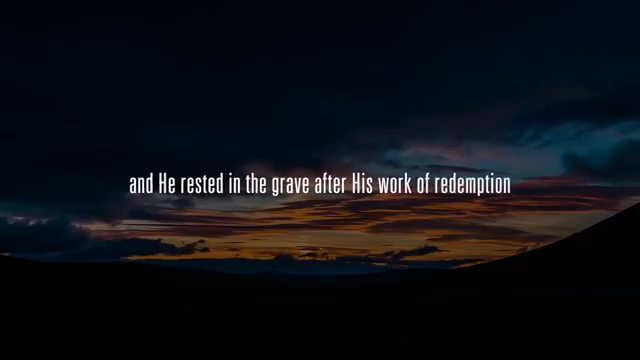 and He rested in the grave after His work of redemption